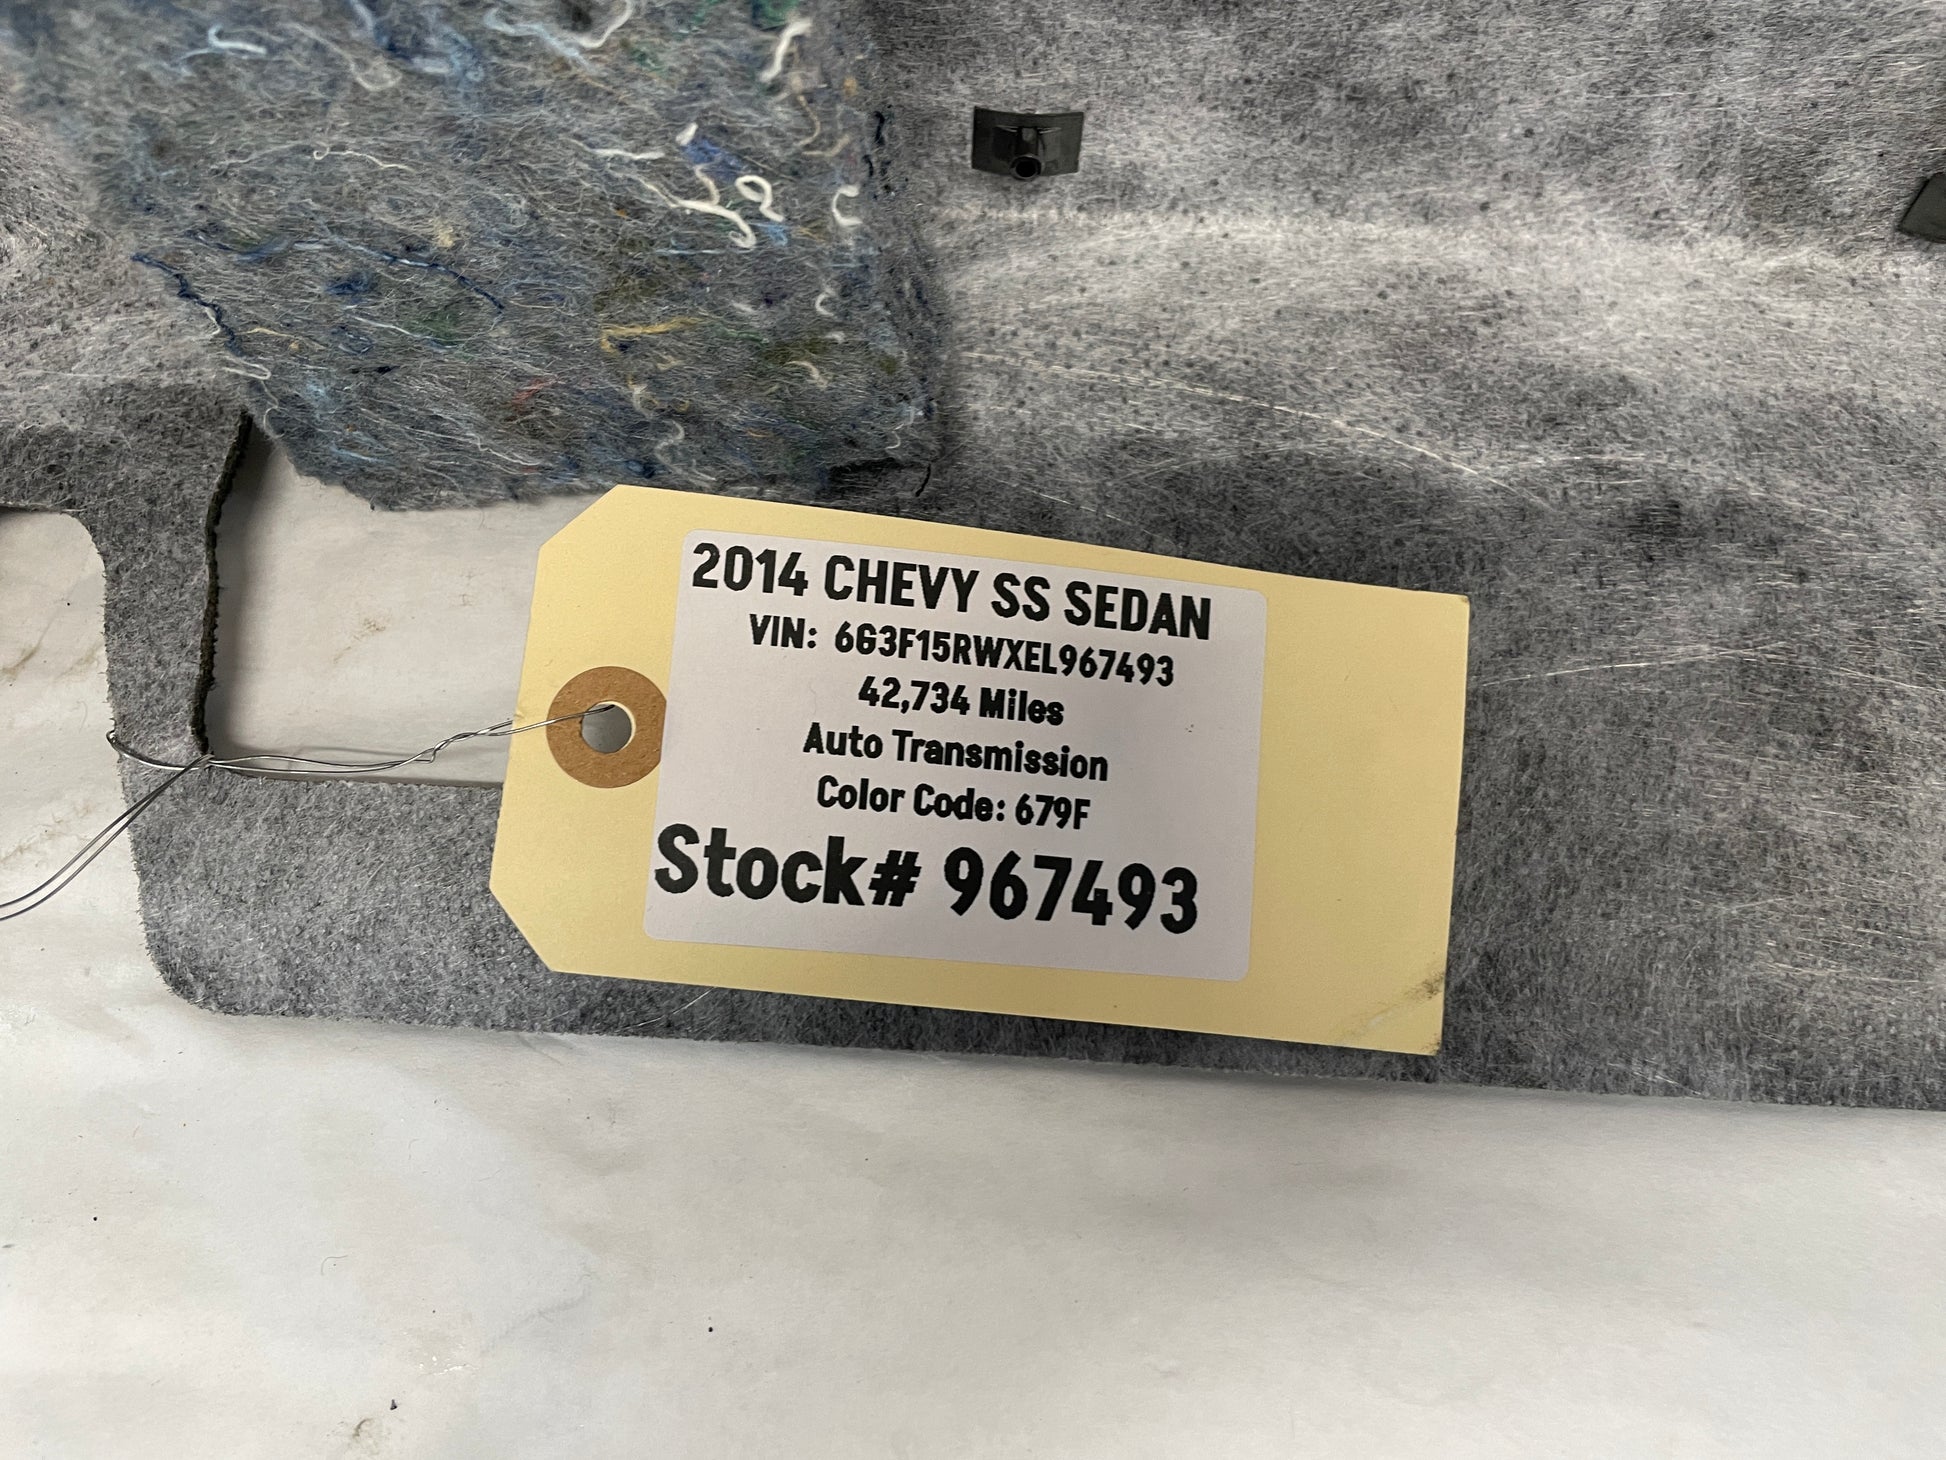 2014 CHEVY SS SEDAN
VIN: 6G3F15RWXEL967493
42,734 Miles
Auto Transmission
Color Code: 679F
Stock# 967493